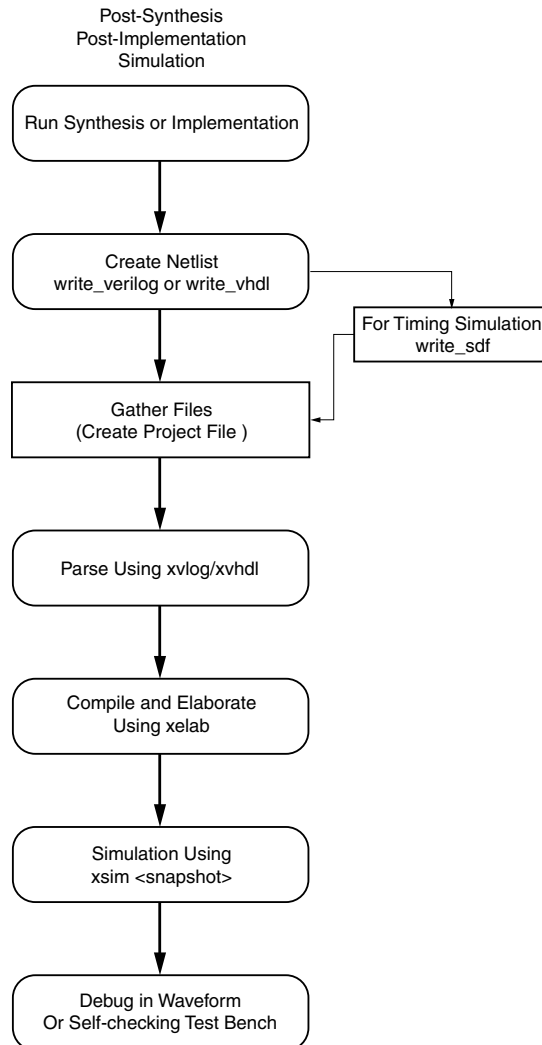 Post-Synthesis
Post-Implementation
Simulation
Run Synthesis or Implementation
Create Netlist
write_verilog or write_vhdl
For Timing Simulation
write_sdf
Gather Files
(Create Project File )
Parse Using xvlog/xvhdl
Compile and Elaborate
Using xelab
Simulation Using
xsim <snapshot>
Debug in Waveform
Or Self-checking Test Bench